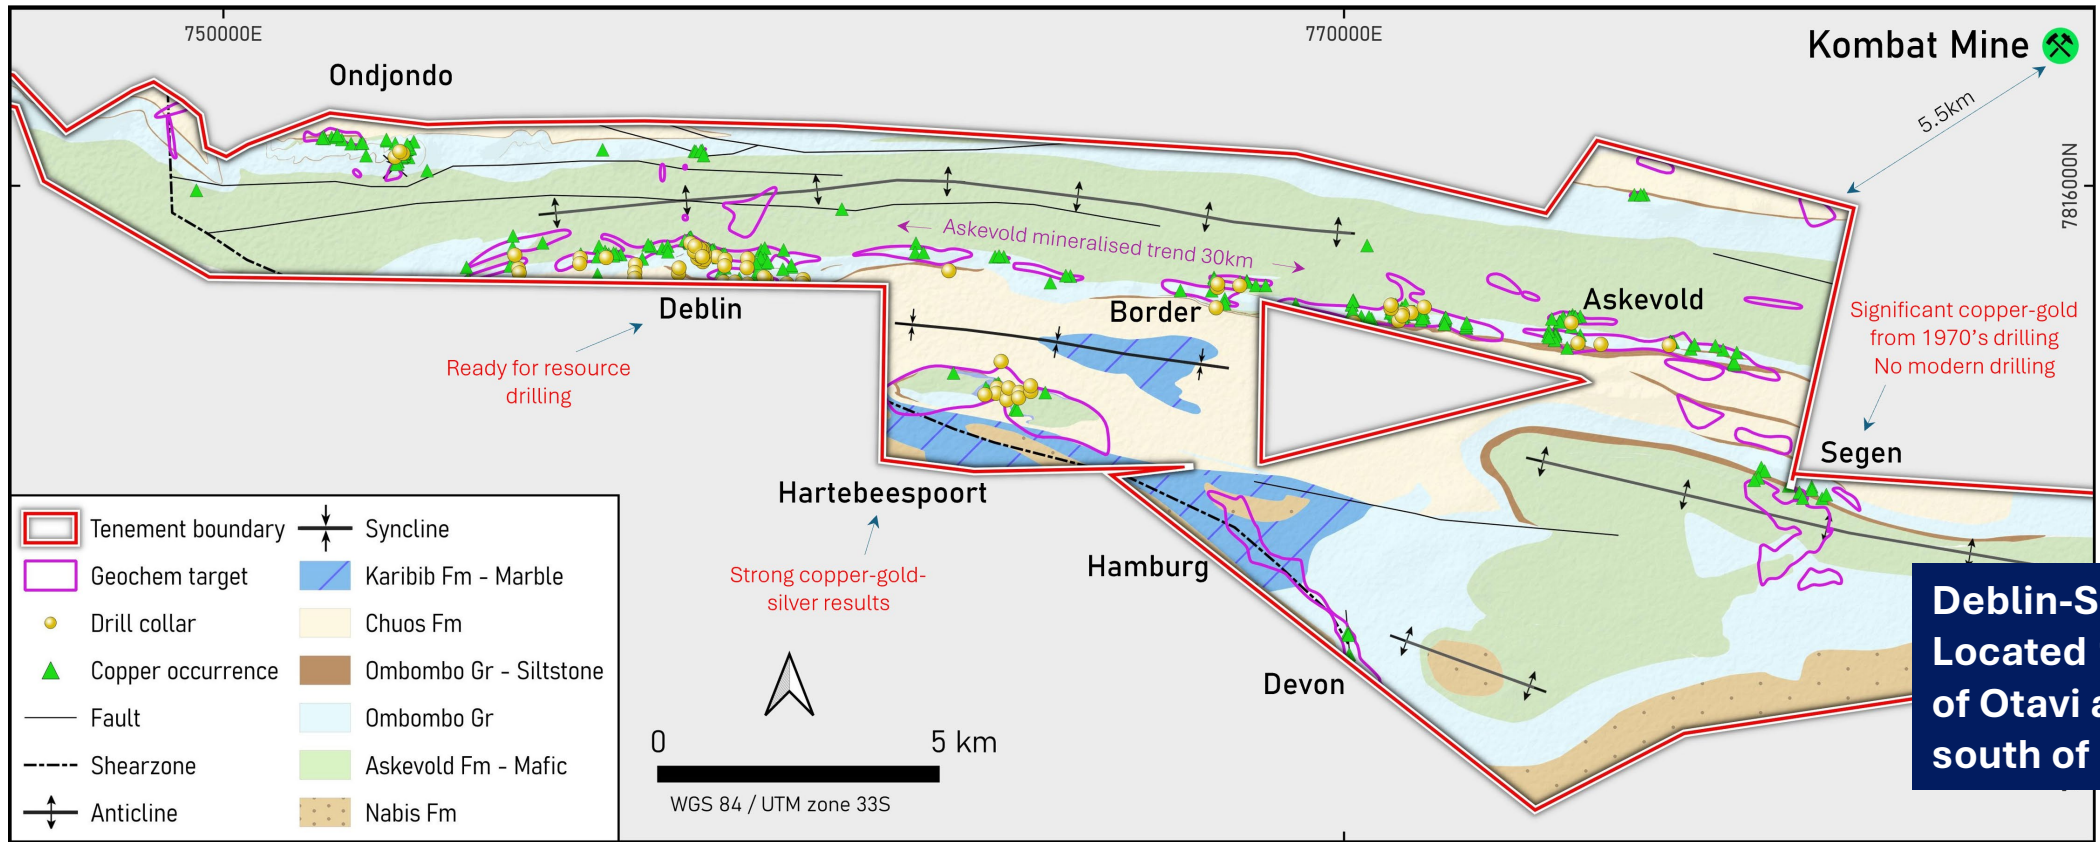 750000E
770000E
Kombat Mine
Ondjondo
5.5km
7816000N
Askevold mineralised trend 30km
Deblin
Border
Askevold
Significant copper-gold
from 1970's drilling
No modern drilling
Ready for resource
drilling
Segen
Hartebeespoort
Strong copper-gold-
silver results
Hamburg
Devon
Tenement boundary
Geochem target
Drill collar
Copper occurrence
Fault
Shearzone
Anticline
Syncline
Karibib Fm - Marble
Chuos Fm
Ombombo Gr - Siltstone
Ombombo Gr
Askevold Fm - Mafic
Nabis Fm
0 5 km
WGS 84 / UTM zone 33S
Deblin-S
Located
of Otavi a
south of